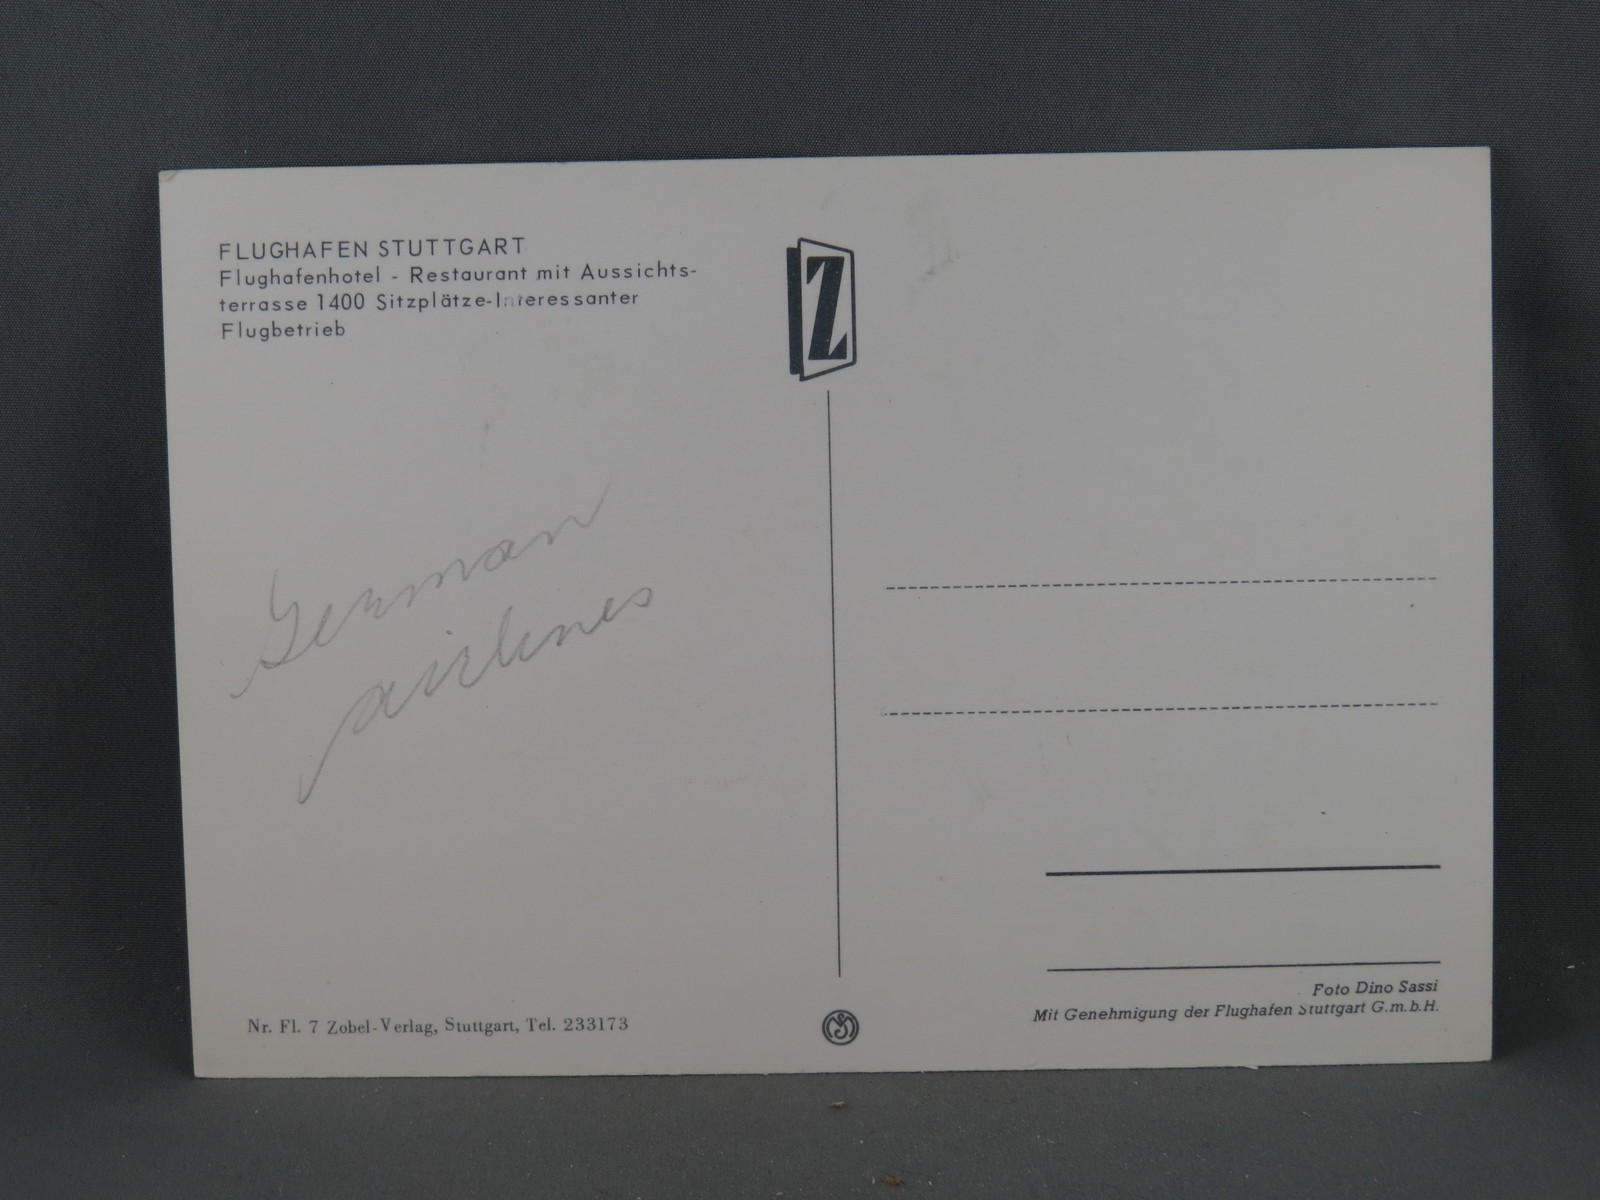 FLUGHAFEN STUTTGART
Flughafenhotel - Restaurant mit Aussichts-
terrasse 1400 Sitzplätze-Interessanter
Flugbetrieb
Z
German
airlines
Foto Dino Sassi
Mit Genehmigung der Flughafen Stuttgart G.m.b.H.
Nr. Fl. 7 Zobel-Verlag, Stuttgart, Tel. 233173